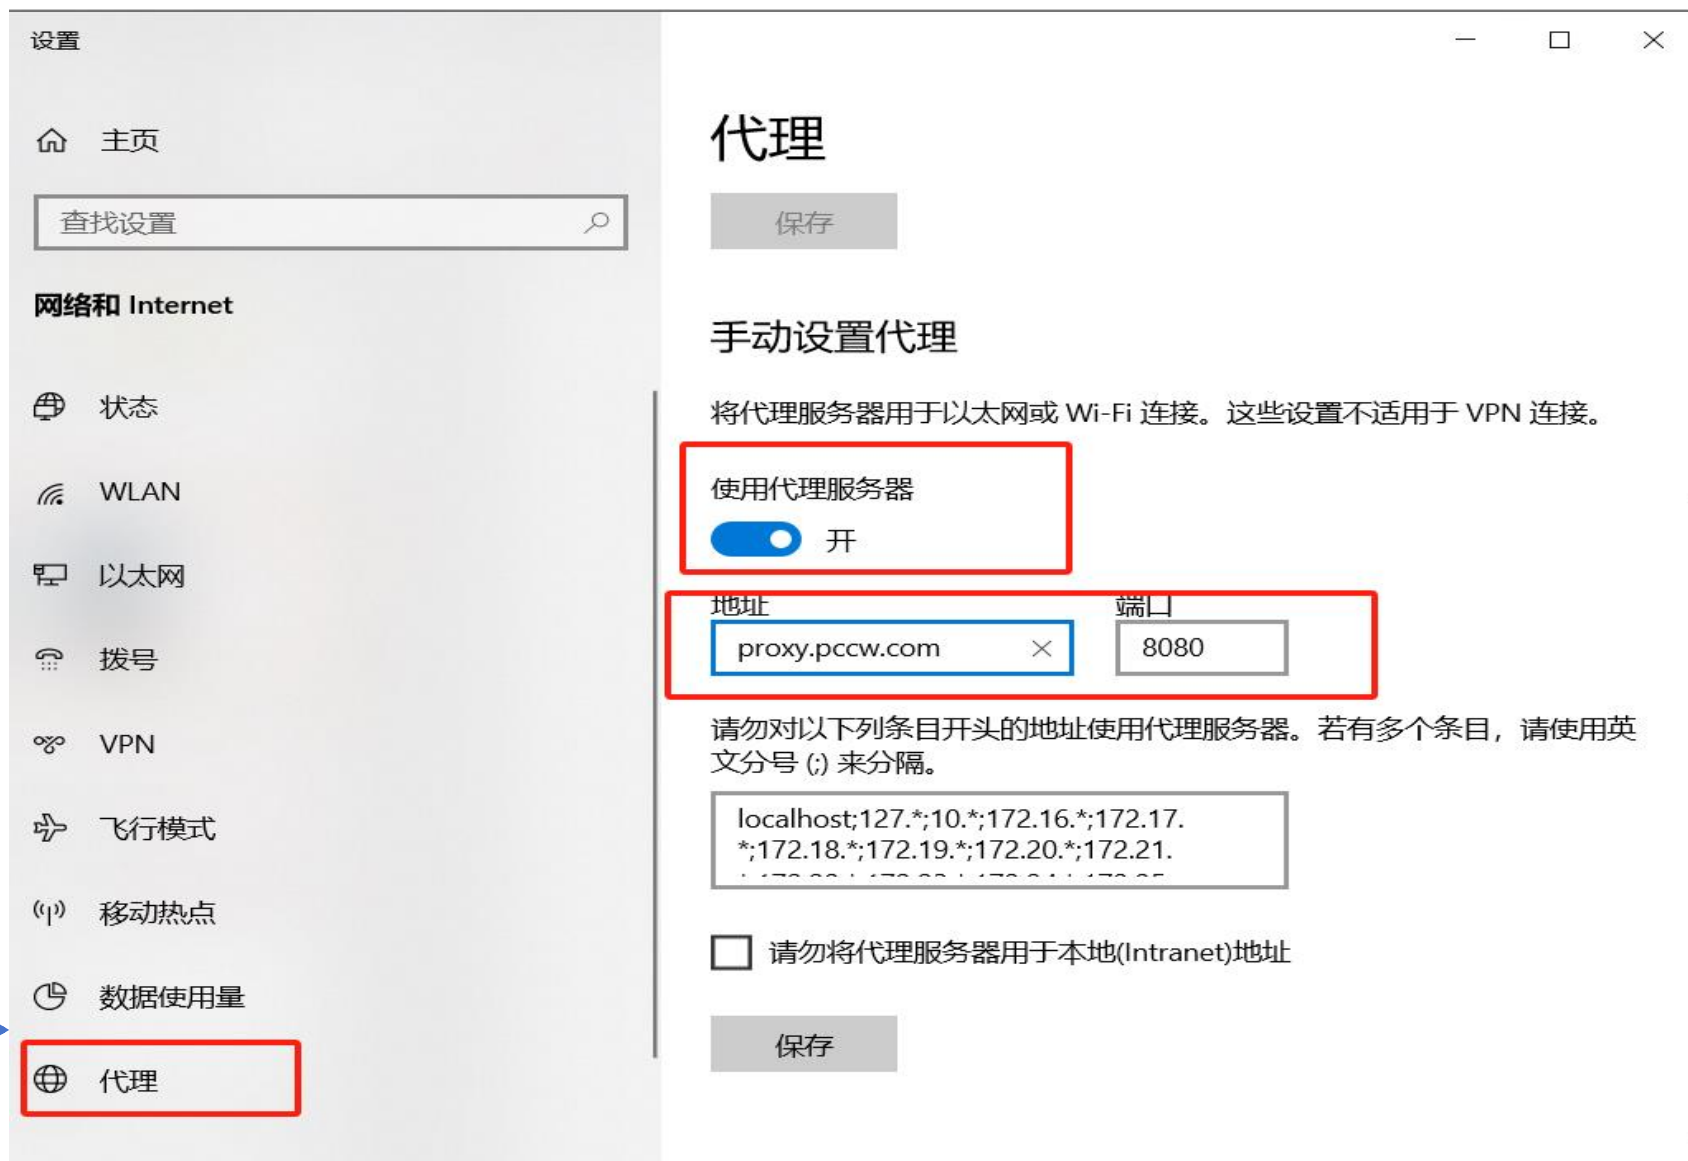 设置
主页
查找设置
网络和 Internet
状态
WLAN
以太网
拨号
VPN
飞行模式
移动热点
数据使用量
代理
代理
保存
手动设置代理
将代理服务器用于以太网或 Wi-Fi 连接。这些设置不适用于 VPN 连接。
使用代理服务器
开
地址 端口
proxy.pccw.com 8080
请勿对以下列条目开头的地址使用代理服务器。若有多个条目，请使用英
文分号 (;) 来分隔。
localhost;127.*;10.*;172.16.*;172.17.
*;172.18.*;172.19.*;172.20.*;172.21.
请勿将代理服务器用于本地(Intranet)地址
保存